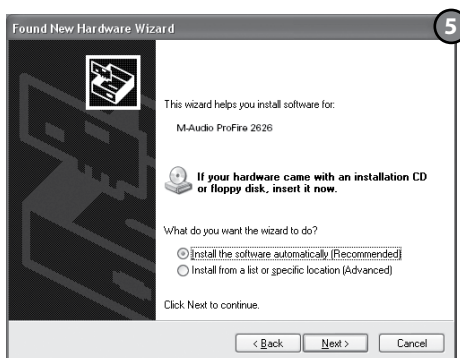 Found New Hardware Wizard
5
This wizard helps you install software for:
M-Audio ProFire 2626
If your hardware came with an installation CD
or floppy disk, insert it now.
What do you want the wizard to do?
Install the software automatically (Recommended)
Install from a list or specific location (Advanced)
Click Next to continue.
< Back Next > Cancel